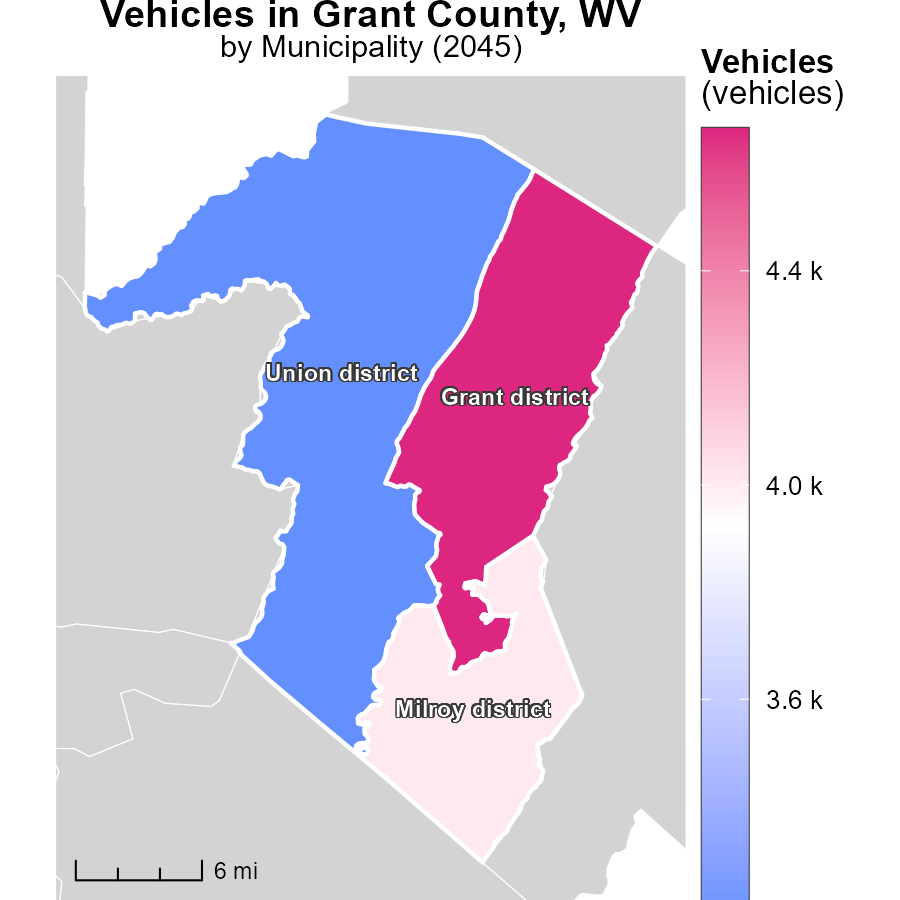 Vehicles in Grant County, WV
by Municipality (2045)
Vehicles
(vehicles)
4.4 k
4.0 k
3.6 k
Union district
Grant district
Milroy district
6 mi